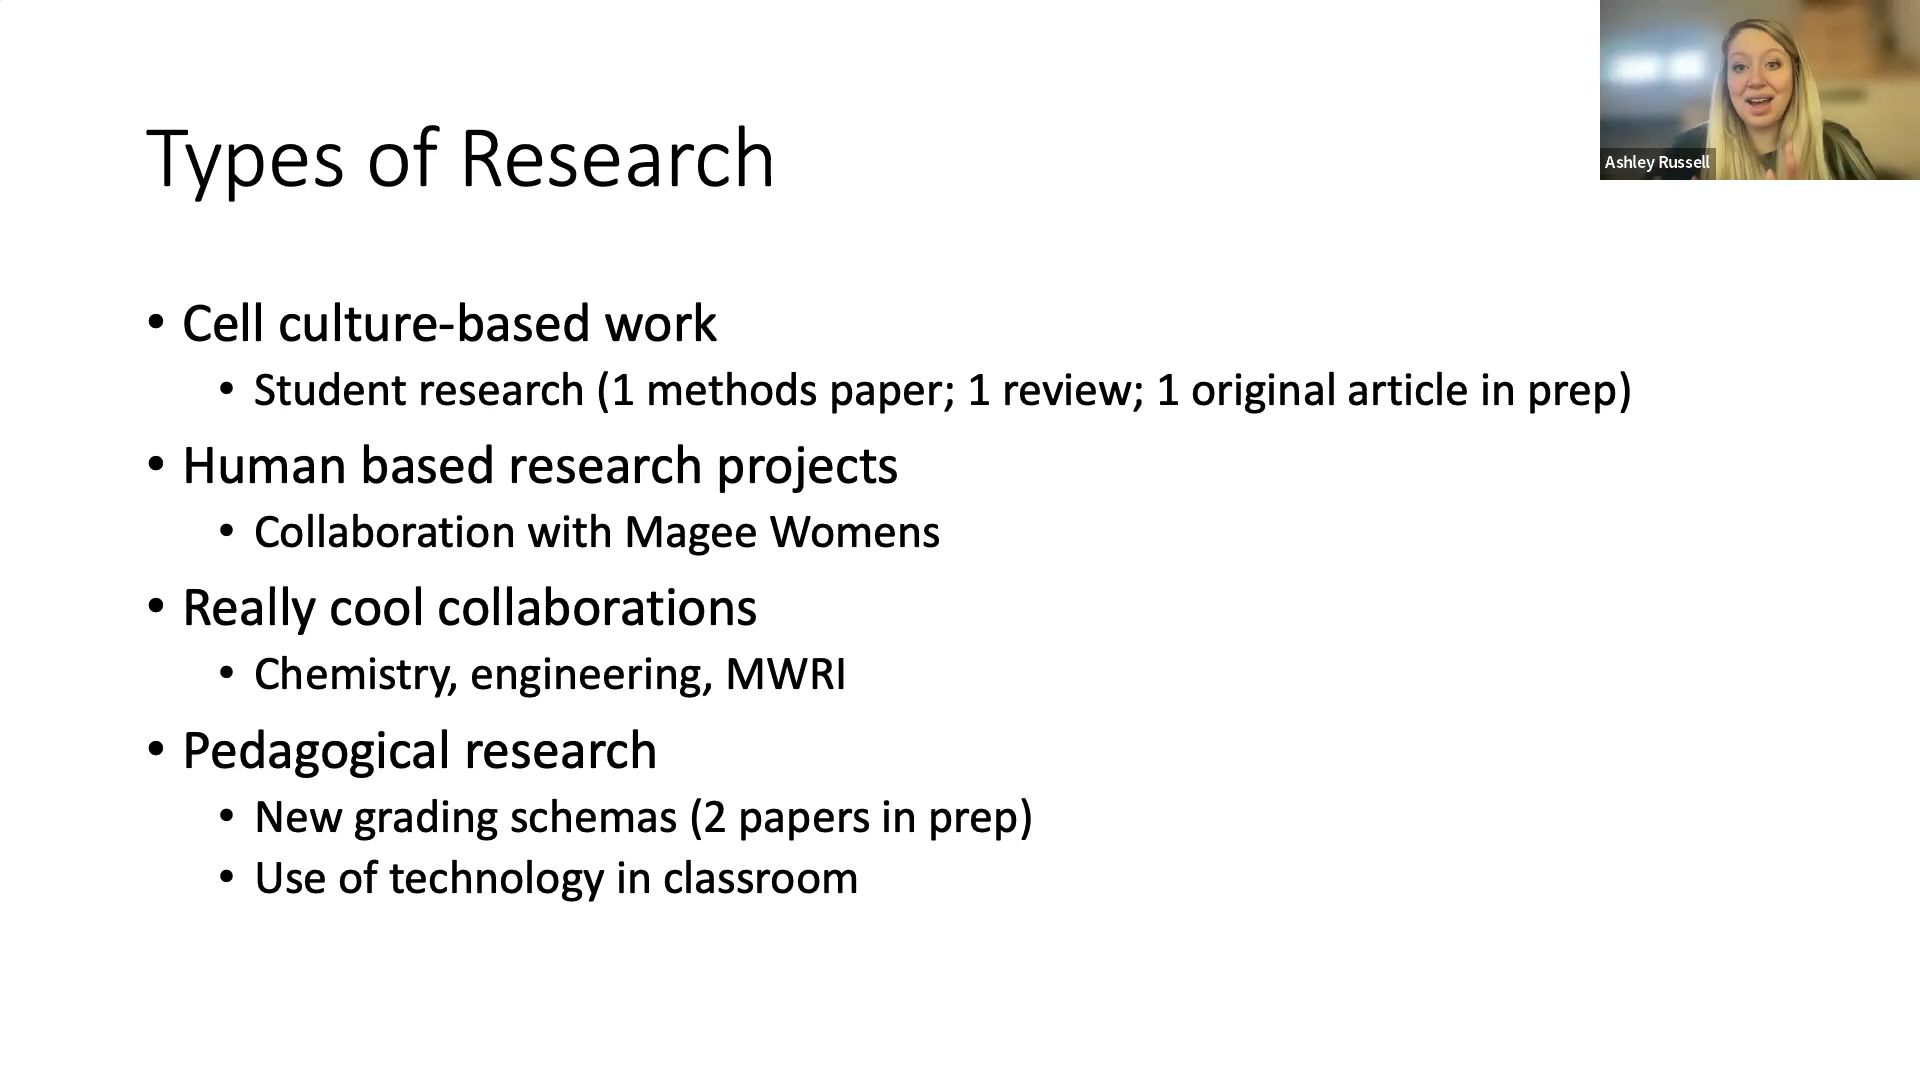 Types of Research
Ashley Russell
• Cell culture-based work
• Student research (1 methods paper; 1 review; 1 original article in prep)
• Human based research projects
• Collaboration with Magee Womens
• Really cool collaborations
• Chemistry, engineering, MWRI
• Pedagogical research
• New grading schemas (2 papers in prep)
• Use of technology in classroom